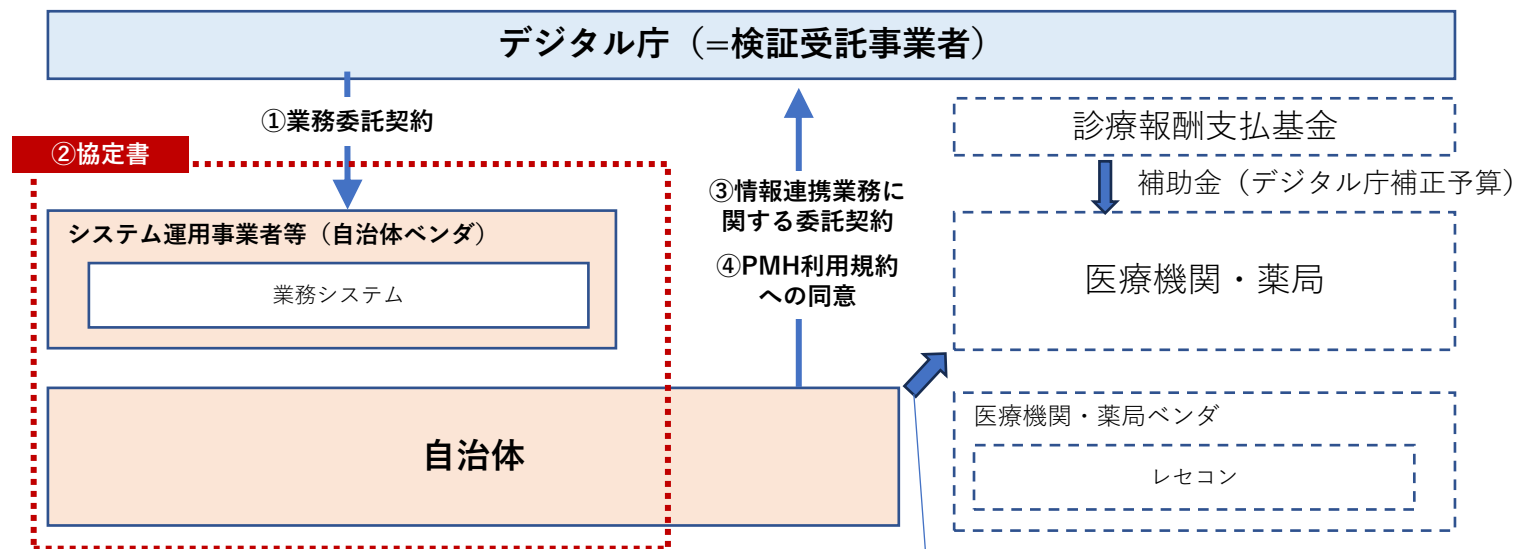 デジタル庁（=検証受託事業者）
①業務委託契約
②協定書
システム運用事業者等（自治体ベンダ）
業務システム
自治体
③情報連携業務に
関する委託契約
④PMH利用規約
への同意
診療報酬支払基金
補助金（デジタル庁補正予算）
医療機関・薬局
医療機関・薬局ベンダ
レセコン